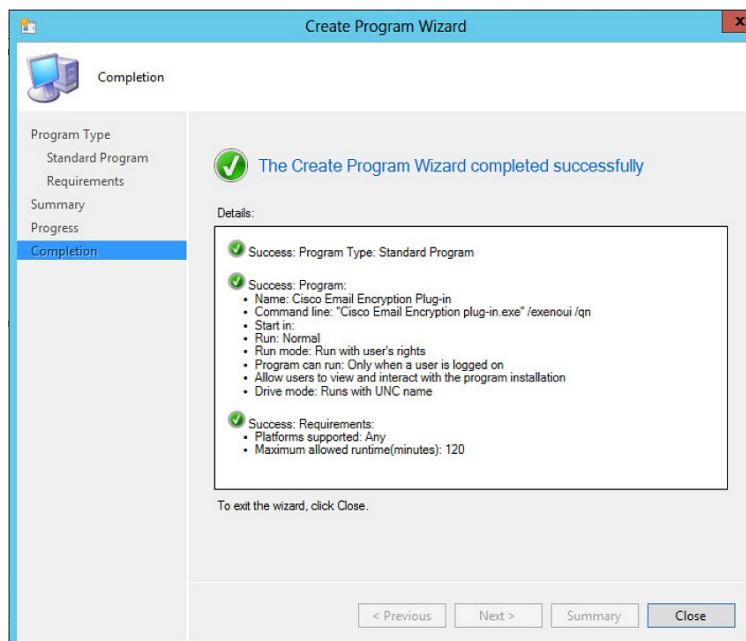 Create Program Wizard
x
Completion
Program Type
Standard Program
Requirements
Summary
Progress
Completion
The Create Program Wizard completed successfully
Details:
Success: Program Type: Standard Program
Success: Program:
• Name: Cisco Email Encryption Plug-in
• Command line: "Cisco Email Encryption plug-in.exe" /exenoui /qn
• Start in:
• Run: Normal
• Run mode: Run with user's rights
• Program can run: Only when a user is logged on
• Allow users to view and interact with the program installation
• Drive mode: Runs with UNC name
Success: Requirements:
• Platforms supported: Any
• Maximum allowed runtime(minutes): 120
To exit the wizard, click Close.
< Previous
Next >
Summary
Close